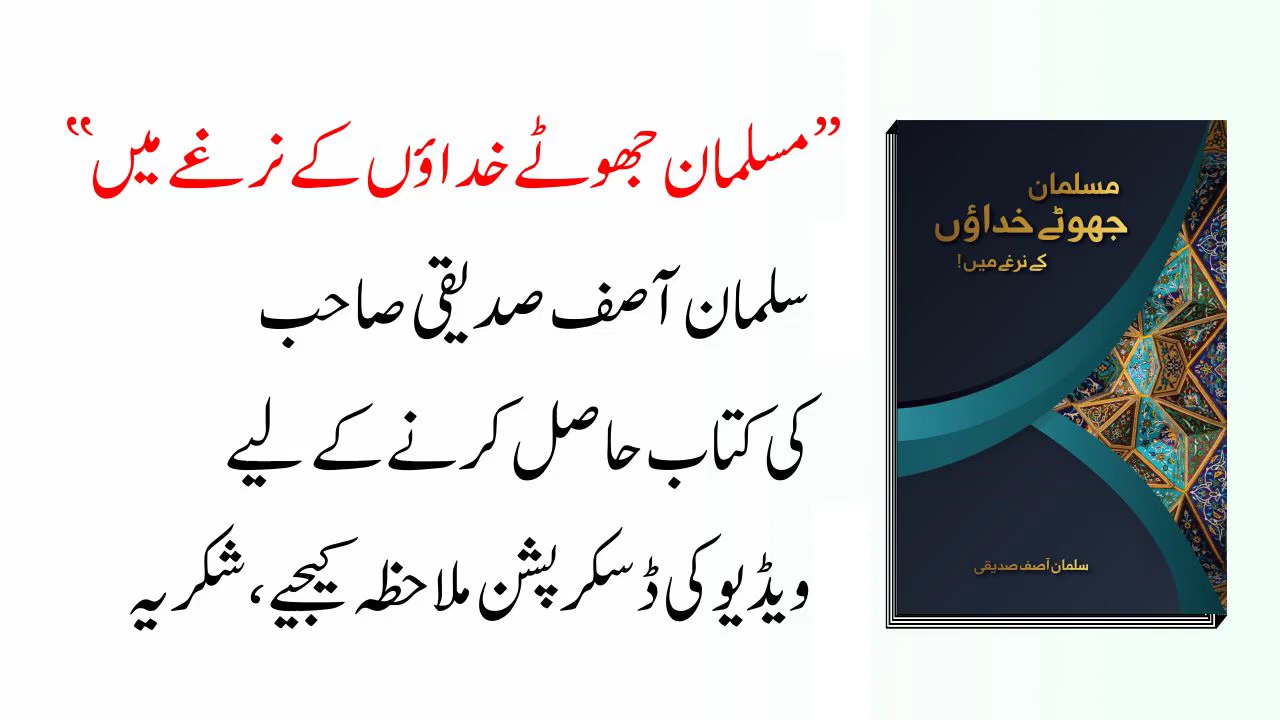 ”مسلمان جھوٹے خداؤں کے نرغے میں“
سلمان آصف صدیقی صاحب
کی کتاب حاصل کرنے کے لیے
ویڈیو کی ڈسکرپشن ملاحظہ کیجیے، شکریہ
مسلمان
جھوٹے خداؤں
کے نرغے میں!
سلمان آصف صدیقی